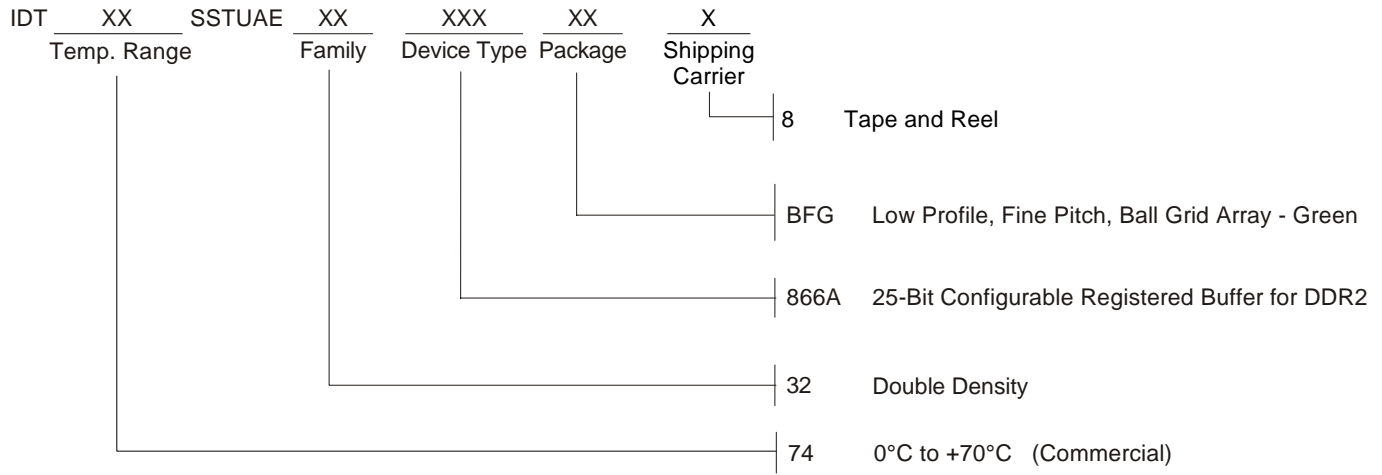 IDT XX SSTUAE XX XXX XX X
Temp. Range Family Device Type Package Shipping
Carrier
8 Tape and Reel
BFG Low Profile, Fine Pitch, Ball Grid Array - Green
866A 25-Bit Configurable Registered Buffer for DDR2
32 Double Density
74 0°C to +70°C (Commercial)